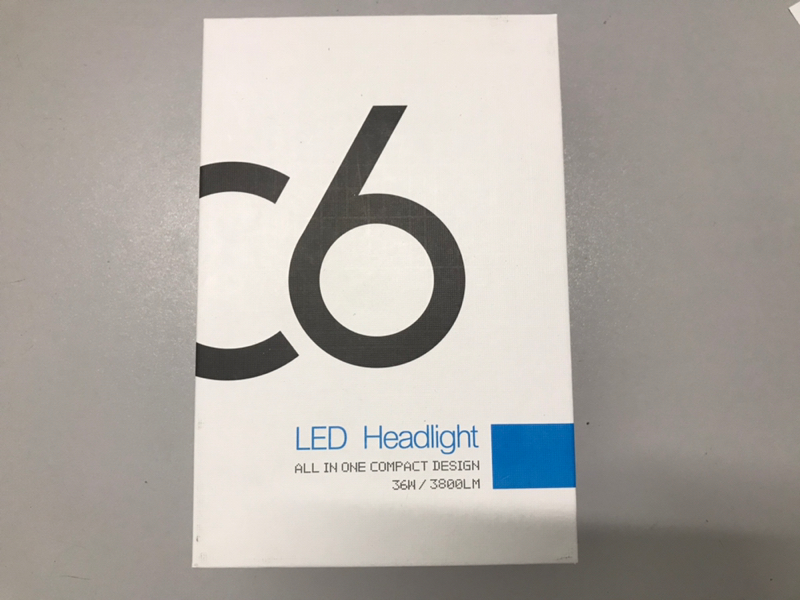 C6
LED Headlight
ALL IN ONE COMPACT DESIGN
36W / 3800LM